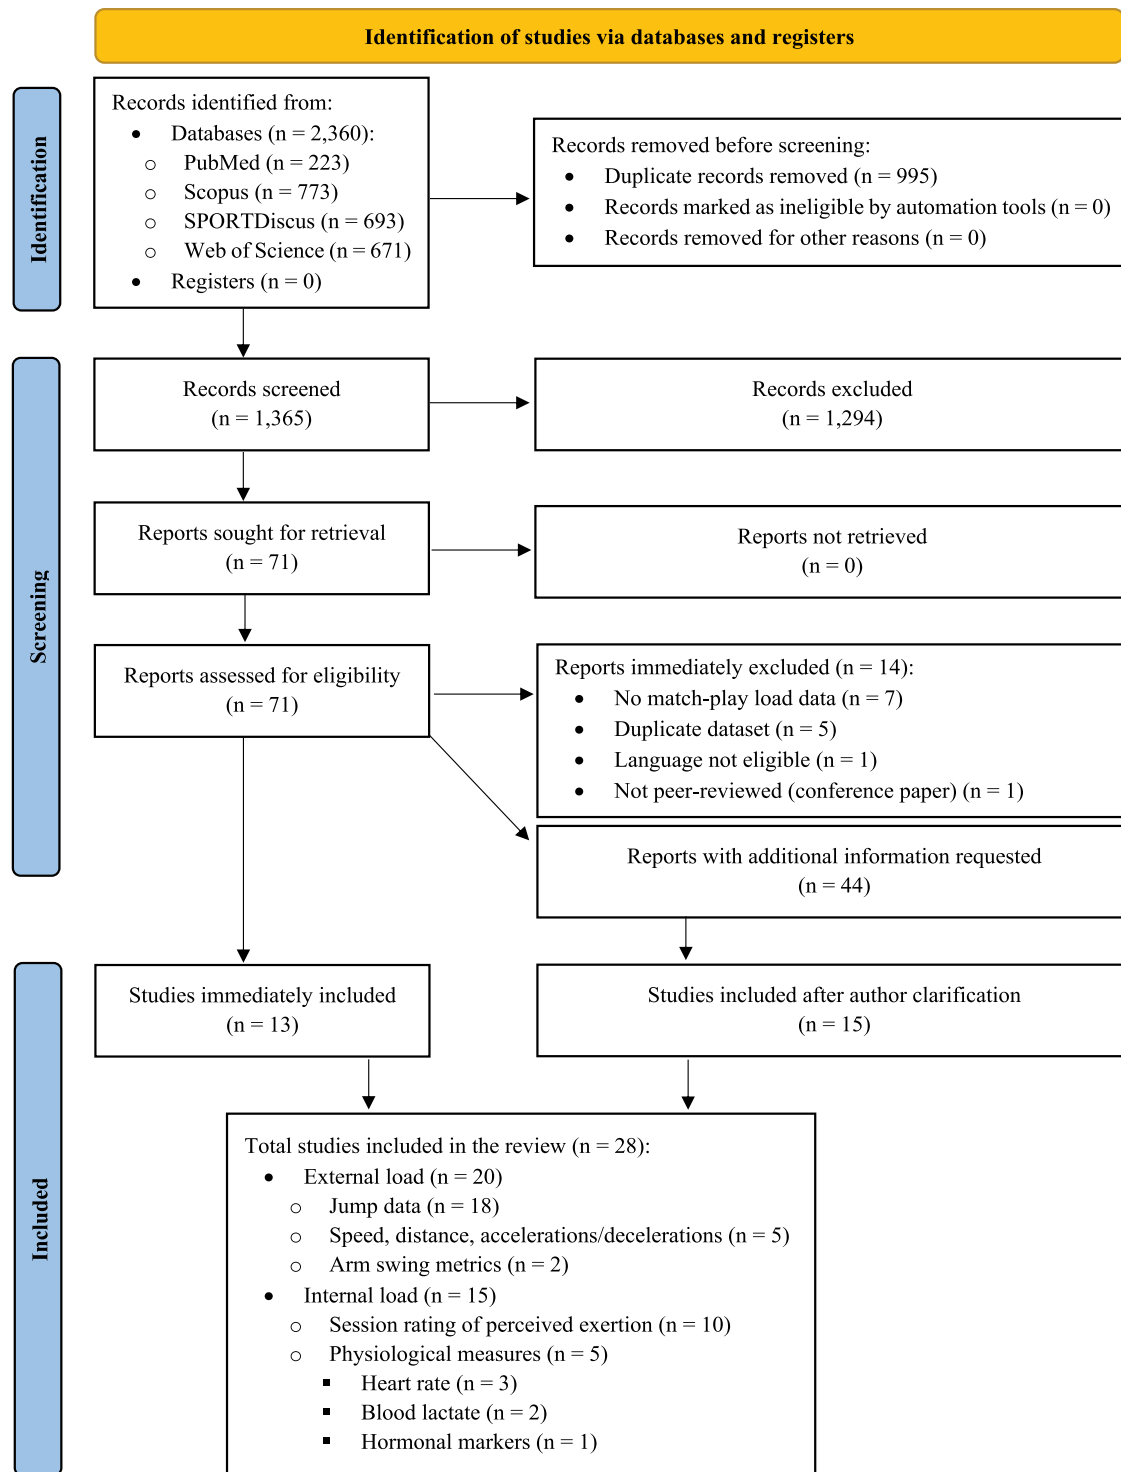 Identification of studies via databases and registers
Identification
Records identified from:
• Databases (n = 2,360):
o PubMed (n = 223)
o Scopus (n = 773)
o SPORTDiscus (n = 693)
o Web of Science (n = 671)
• Registers (n = 0)
Records removed before screening:
• Duplicate records removed (n = 995)
• Records marked as ineligible by automation tools (n = 0)
• Records removed for other reasons (n = 0)
Screening
Records screened
(n = 1,365)
Records excluded
(n = 1,294)
Reports sought for retrieval
(n = 71)
Reports not retrieved
(n = 0)
Reports assessed for eligibility
(n = 71)
Reports immediately excluded (n = 14):
• No match-play load data (n = 7)
• Duplicate dataset (n = 5)
• Language not eligible (n = 1)
• Not peer-reviewed (conference paper) (n = 1)
Reports with additional information requested
(n = 44)
Included
Studies immediately included
(n = 13)
Studies included after author clarification
(n = 15)
Total studies included in the review (n = 28):
• External load (n = 20)
o Jump data (n = 18)
o Speed, distance, accelerations/decelerations (n = 5)
o Arm swing metrics (n = 2)
• Internal load (n = 15)
o Session rating of perceived exertion (n = 10)
o Physiological measures (n = 5)
▪ Heart rate (n = 3)
▪ Blood lactate (n = 2)
▪ Hormonal markers (n = 1)